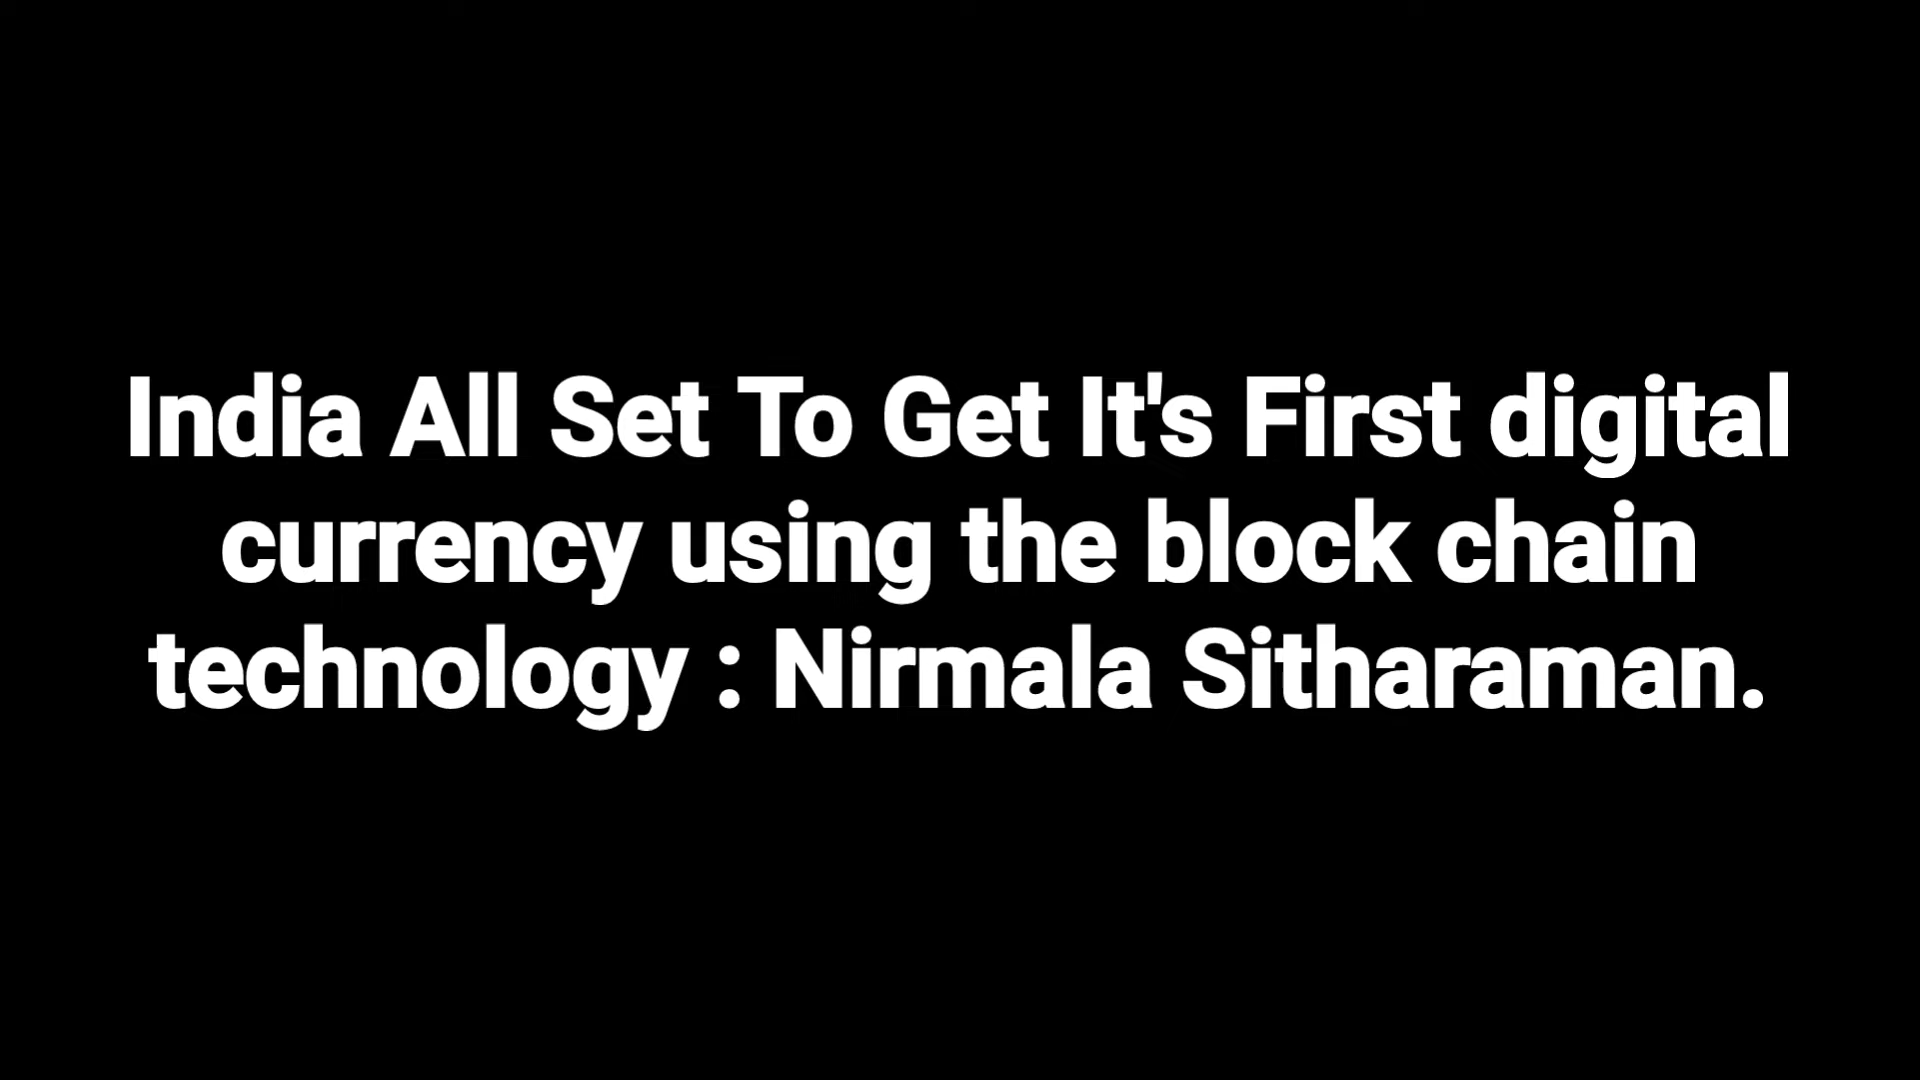 India All Set To Get It's First digital
currency using the block chain
technology : Nirmala Sitharaman.